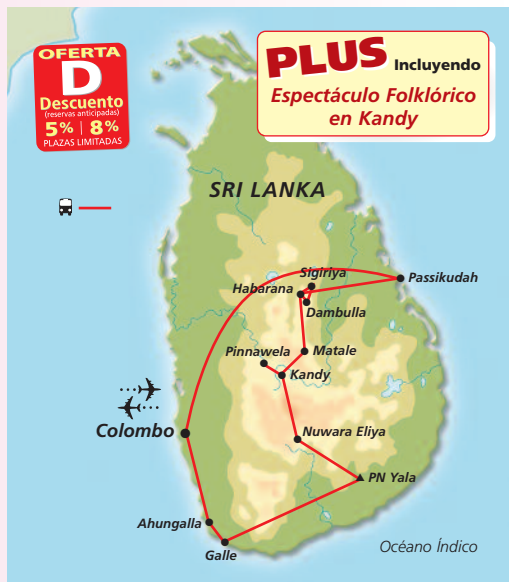 OFERTA
D
Descuento
(reservas anticipadas)
5% | 8%
PLAZAS LIMITADAS
PLUS Incluyendo
Espectáculo Folklórico
en Kandy
SRI LANKA
Sigiriya
Passikudah
Habarana
Dambulla
Pinnawela
Matale
Kandy
Colombo
Nuwara Eliya
PN Yala
Ahungalla
Galle
Océano Índico